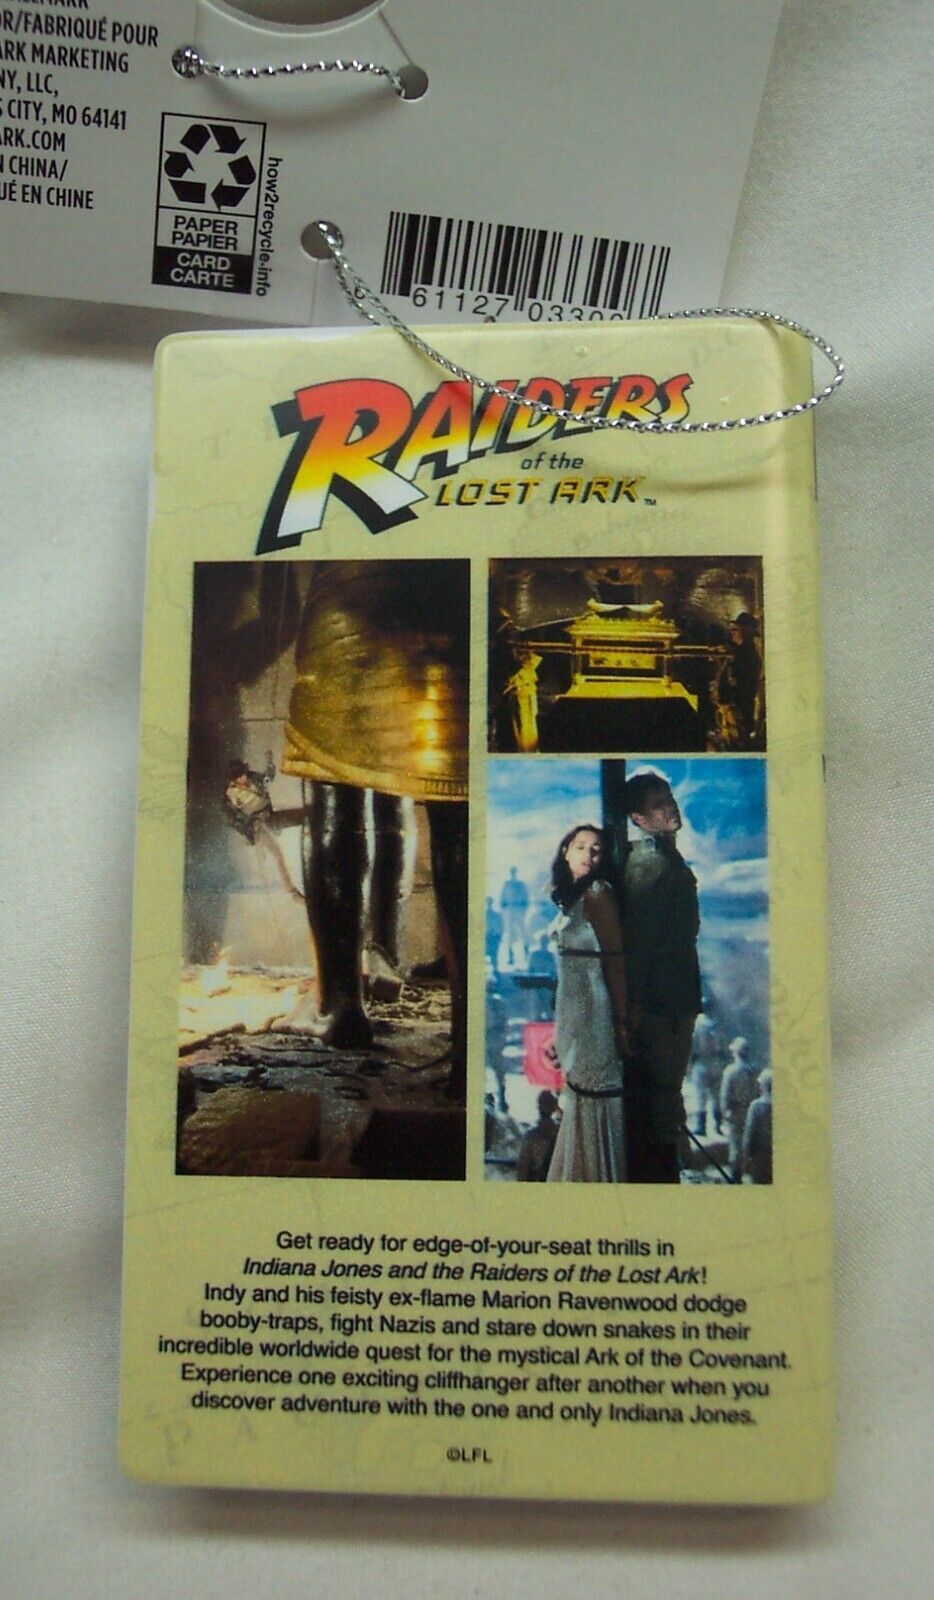 OR/FABRIQUÉ POUR
ARK MARKETING
NY, LLC,
CITY, MO 64141
ARK.COM
N CHINA/
UÉ EN CHINE
PAPER
PAPIER
CARD
CARTE
how2recycle.info
61127 0330
RAIDERS
of the
LOST ARK™
Get ready for edge-of-your-seat thrills in
Indiana Jones and the Raiders of the Lost Ark!
Indy and his feisty ex-flame Marion Ravenwood dodge
booby-traps, fight Nazis and stare down snakes in their
incredible worldwide quest for the mystical Ark of the Covenant.
Experience one exciting cliffhanger after another when you
discover adventure with the one and only Indiana Jones.
©LFL